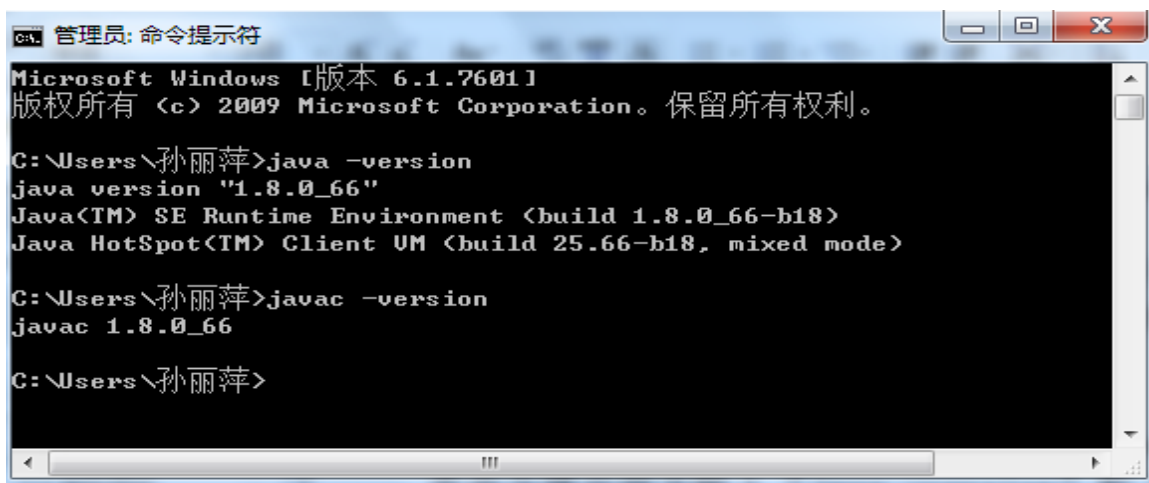 管理员: 命令提示符
Microsoft Windows [版本 6.1.7601]
版权所有 (c) 2009 Microsoft Corporation。保留所有权利。
C:\Users\孙丽萍>java -version
java version "1.8.0_66"
Java(TM) SE Runtime Environment (build 1.8.0_66-b18)
Java HotSpot(TM) Client VM (build 25.66-b18, mixed mode)
C:\Users\孙丽萍>javac -version
javac 1.8.0_66
C:\Users\孙丽萍>